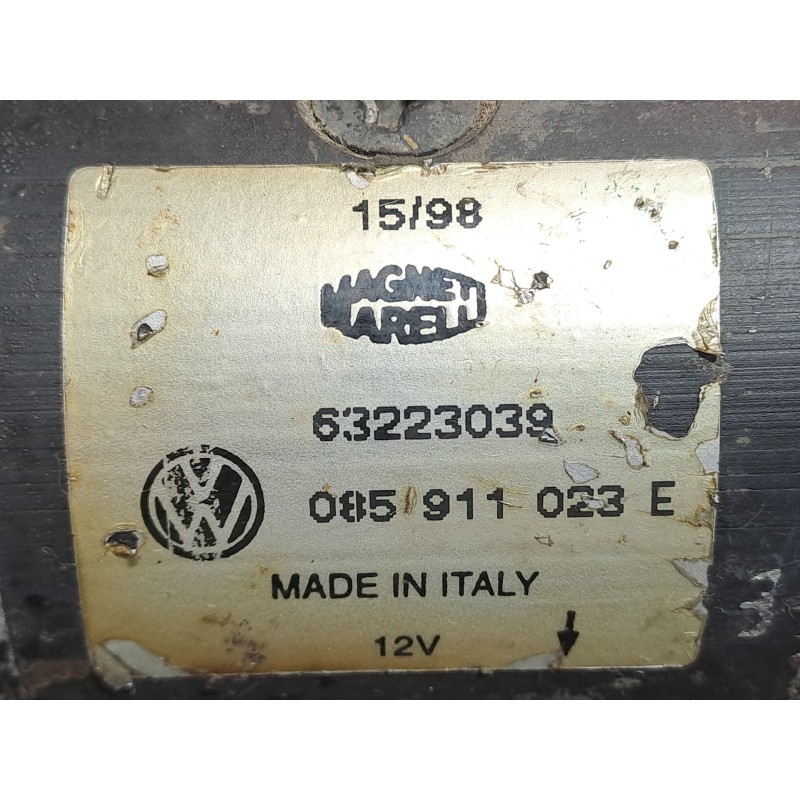 15/98
MAGNETI
MARELLI
63223039
085 911 023 E
MADE IN ITALY
12V